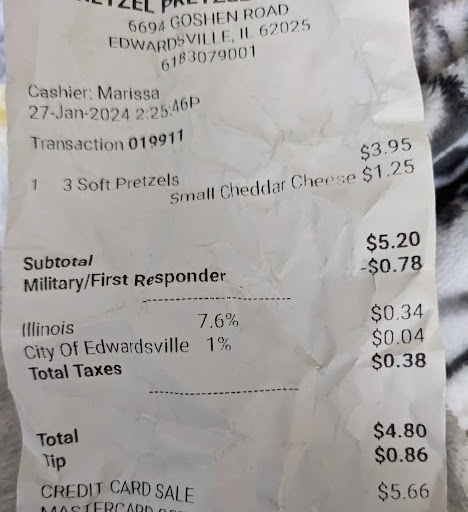 6694 GOSHEN ROAD
EDWARDSVILLE, IL 62025
6183079001
Cashier: Marissa
27-Jan-2024 2:25:46P
Transaction 019911
1 3 Soft Pretzels $3.95
Small Cheddar Cheese $1.25
Subtotal $5.20
Military/First Responder -$0.78
Illinois 7.6% $0.34
City Of Edwardsville 1% $0.04
Total Taxes $0.38
Total $4.80
Tip $0.86
CREDIT CARD SALE $5.66
MASTERCARD